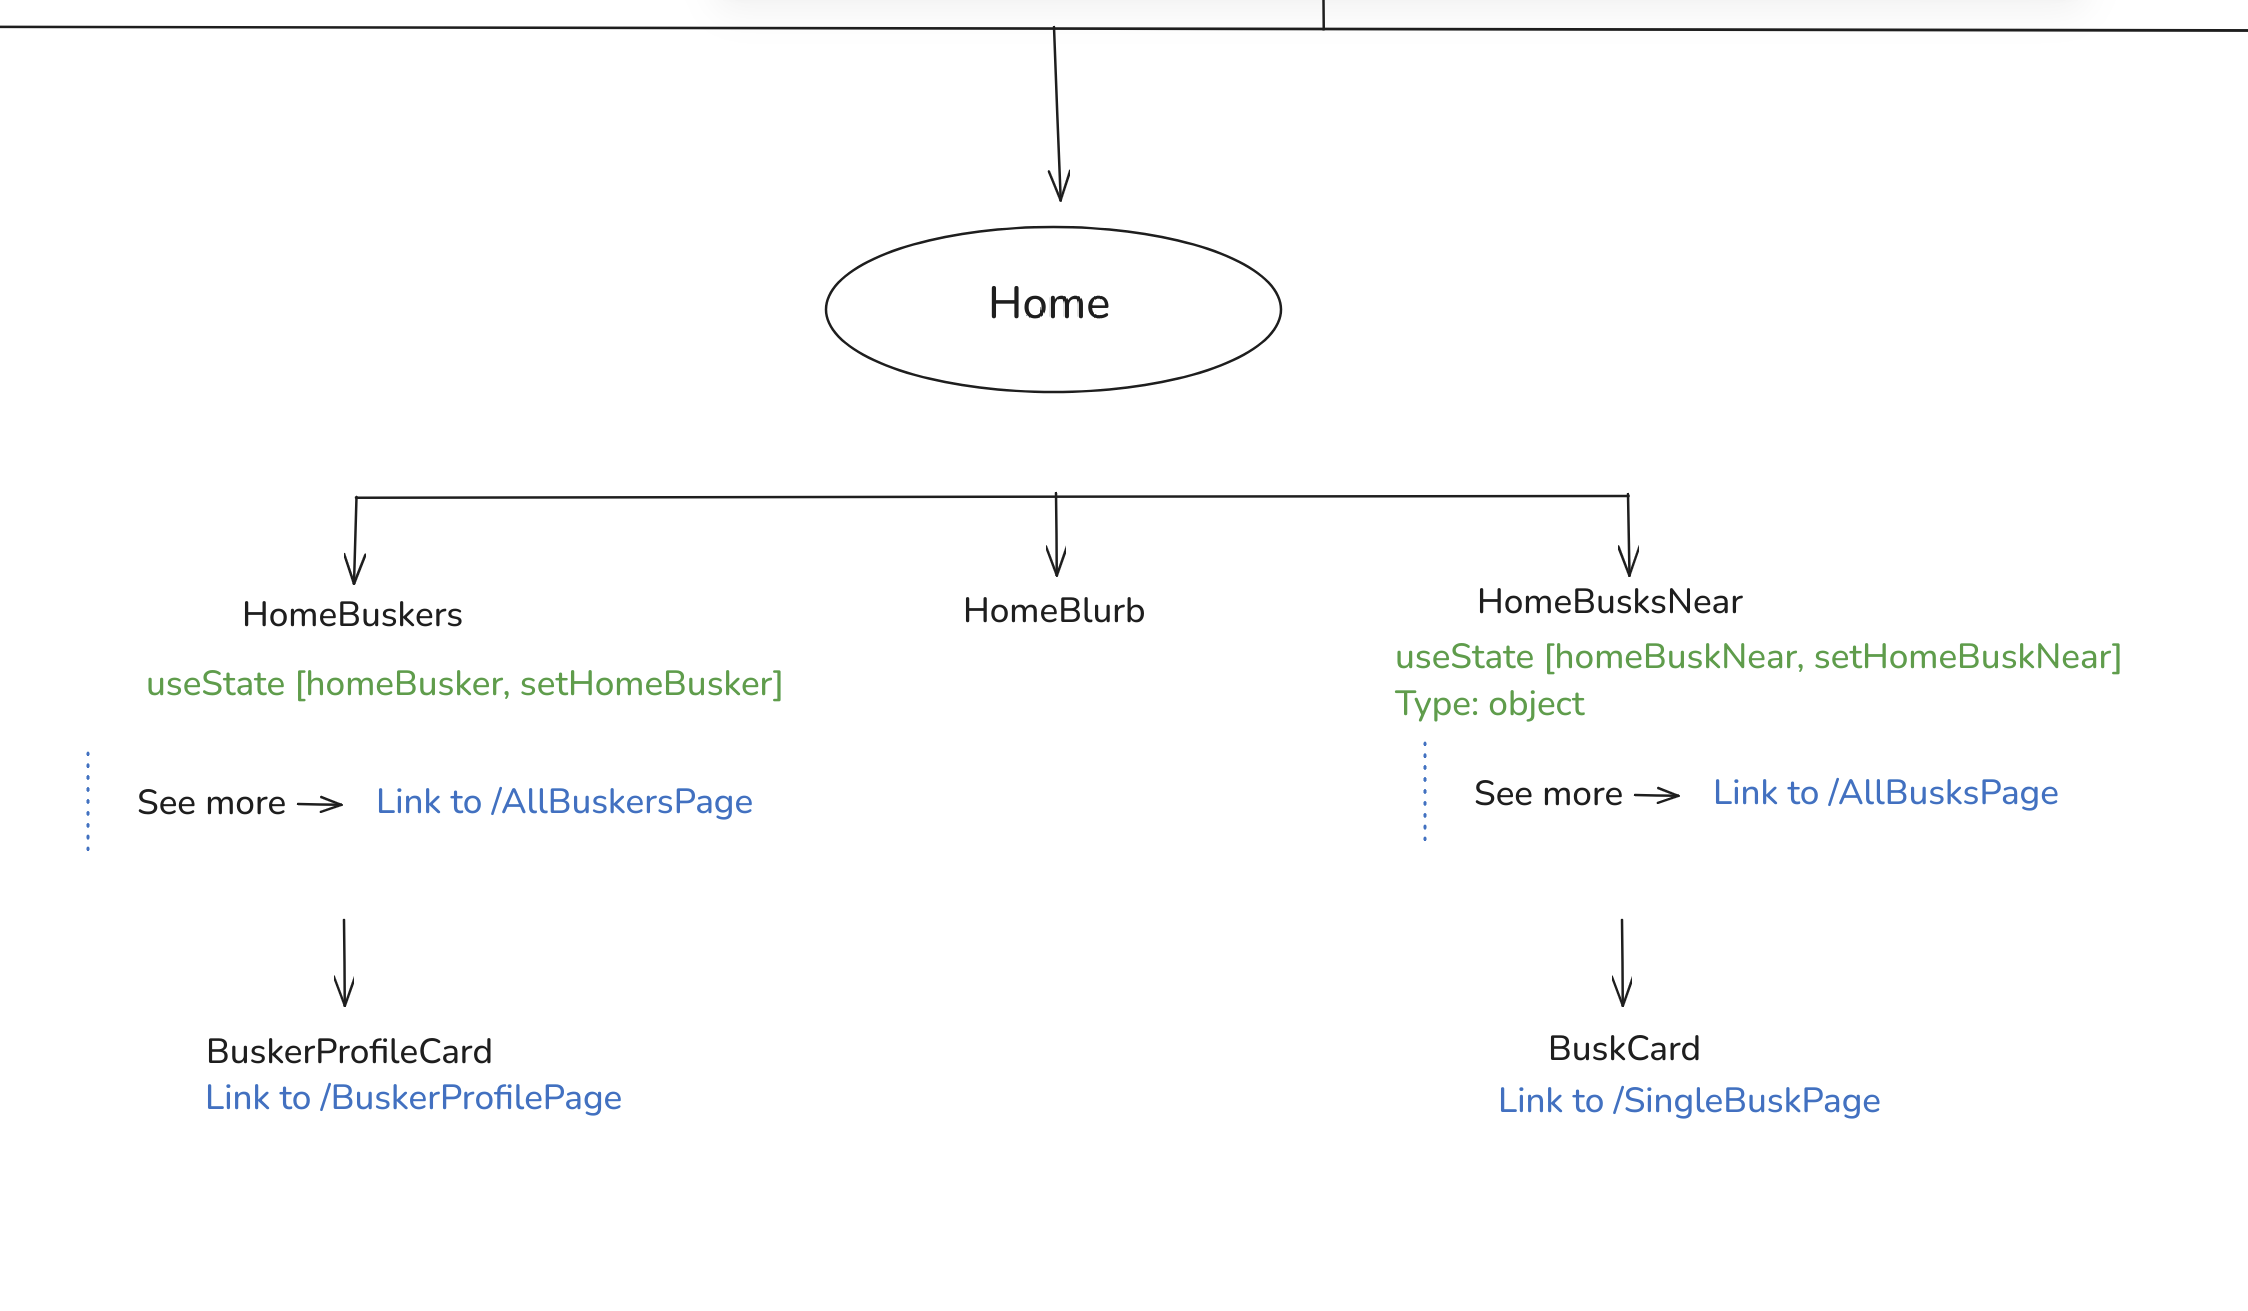 Home
HomeBuskers
useState [homeBusker, setHomeBusker]
See more
Link to /AllBuskersPage
BuskerProfileCard
Link to /BuskerProfilePage
HomeBlurb
HomeBusksNear
useState [homeBuskNear, setHomeBuskNear]
Type: object
See more
Link to /AllBusksPage
BuskCard
Link to /SingleBuskPage